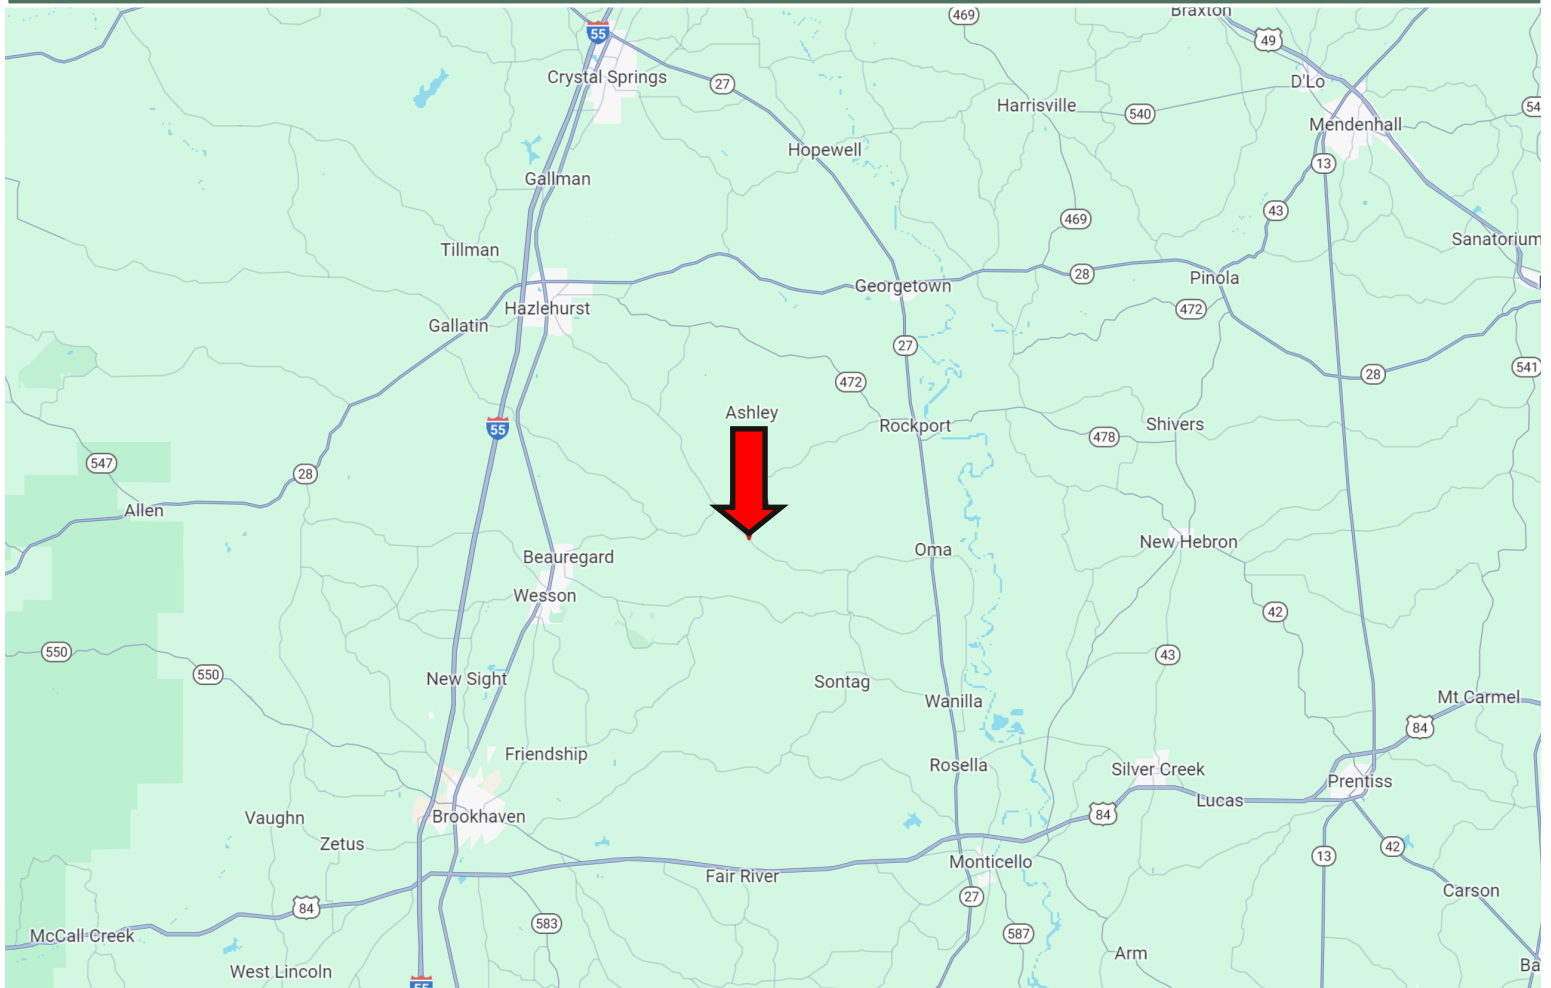 Braxton
469
55
49
Crystal Springs
D'Lo
27
Harrisville
540
54
Mendenhall
Hopewell
13
Gallman
43
469
Sanatorium
Tillman
28
Pinola
Georgetown
Hazlehurst
472
Gallatin
27
541
28
472
Ashley
Shivers
Rockport
55
478
547
28
Allen
New Hebron
Oma
Beauregard
Wesson
42
550
43
550
New Sight
Sontag
Mt Carmel
Wanilla
84
Friendship
Rosella
Silver Creek
Prentiss
Lucas
84
Brookhaven
Vaughn
Zetus
42
13
Monticello
Fair River
Carson
27
84
583
587
McCall Creek
Arm
Ba
West Lincoln
55